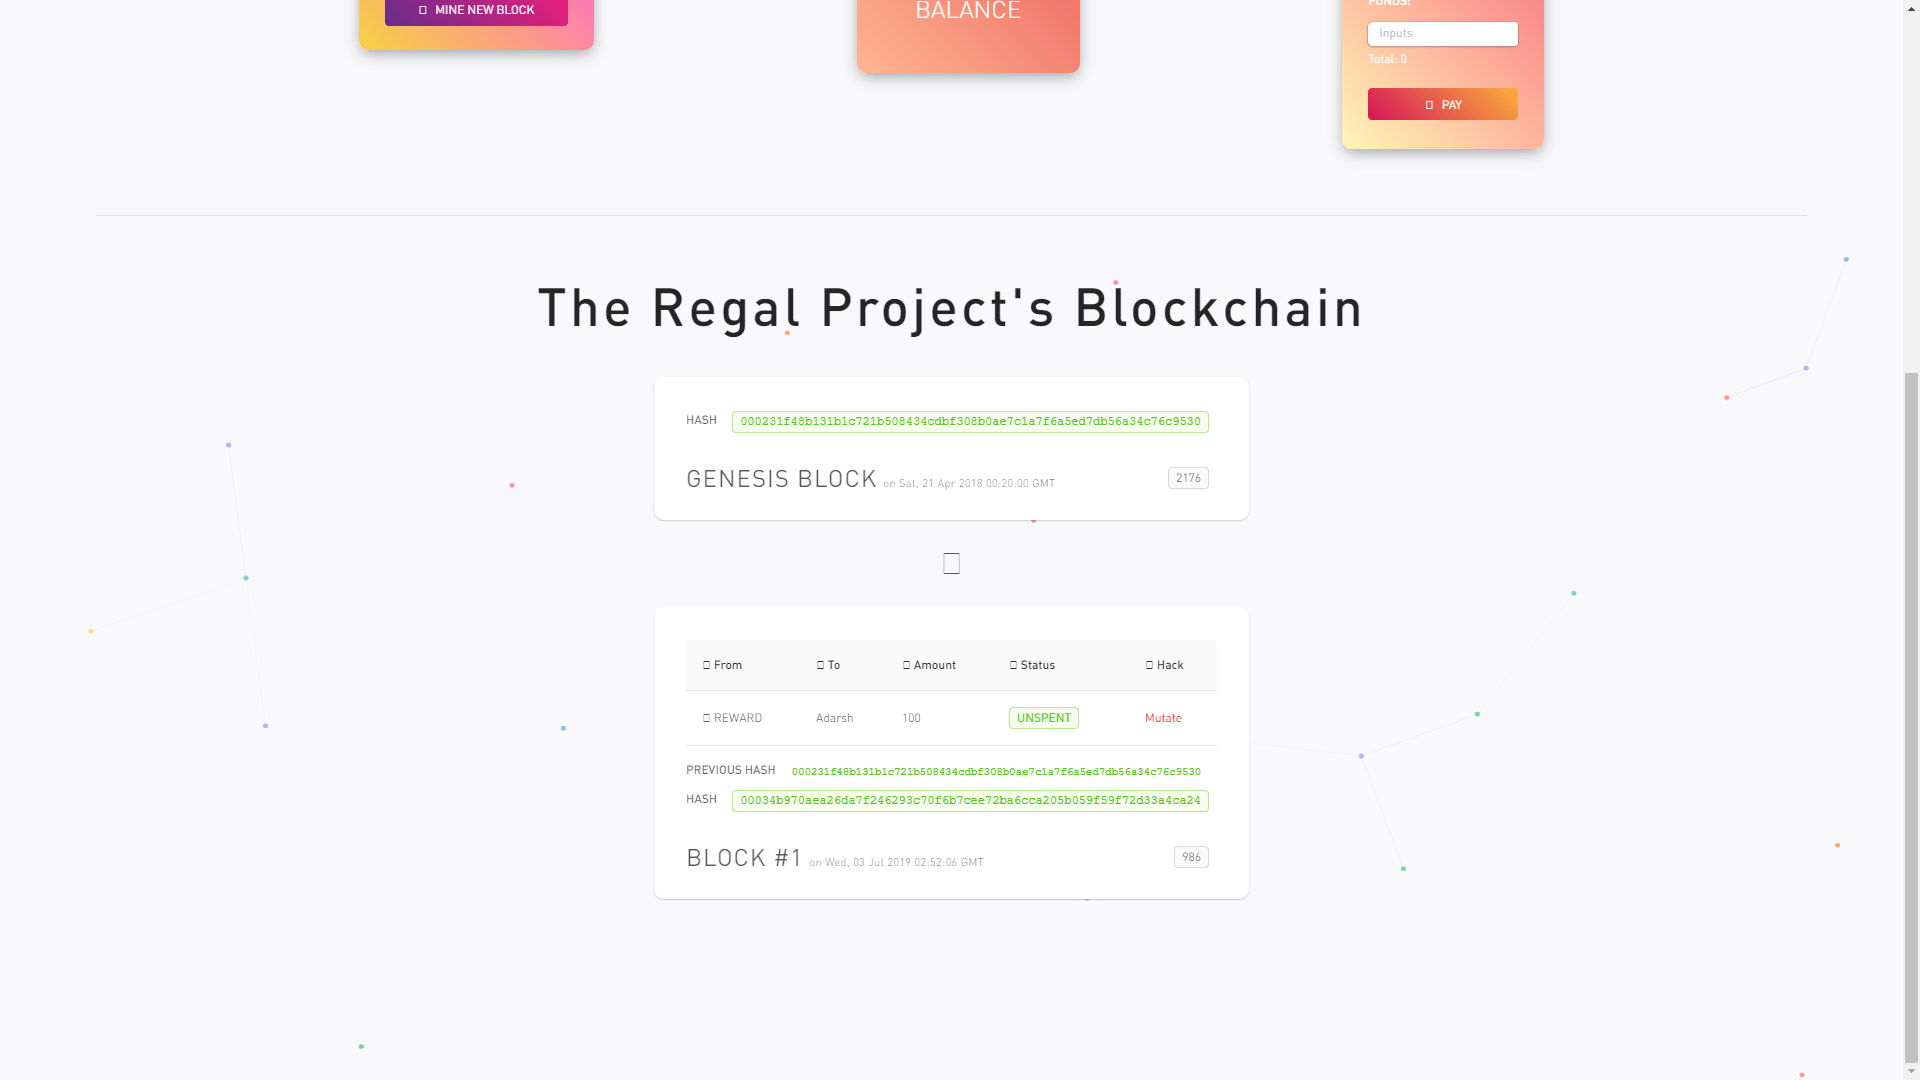 MINE NEW BLOCK
BALANCE
FUNDS:
Inputs
Total: 0
PAY
The Regal Project's Blockchain
HASH 000231f48b131b1c721b508434cdbf308b0ae7c1a7f6a5ed7db56a34c76c9530
GENESIS BLOCK on Sat, 21 Apr 2018 00:20:00 GMT 2176
From To Amount Status Hack
REWARD Adarsh 100 UNSPENT Mutate
PREVIOUS HASH 000231f48b131b1c721b508434cdbf308b0ae7c1a7f6a5ed7db56a34c76c9530
HASH 00034b970aea26da7f246293c70f6b7cee72ba6cca205b059f59f72d33a4ca24
BLOCK #1 on Wed, 03 Jul 2019 02:52:06 GMT 986